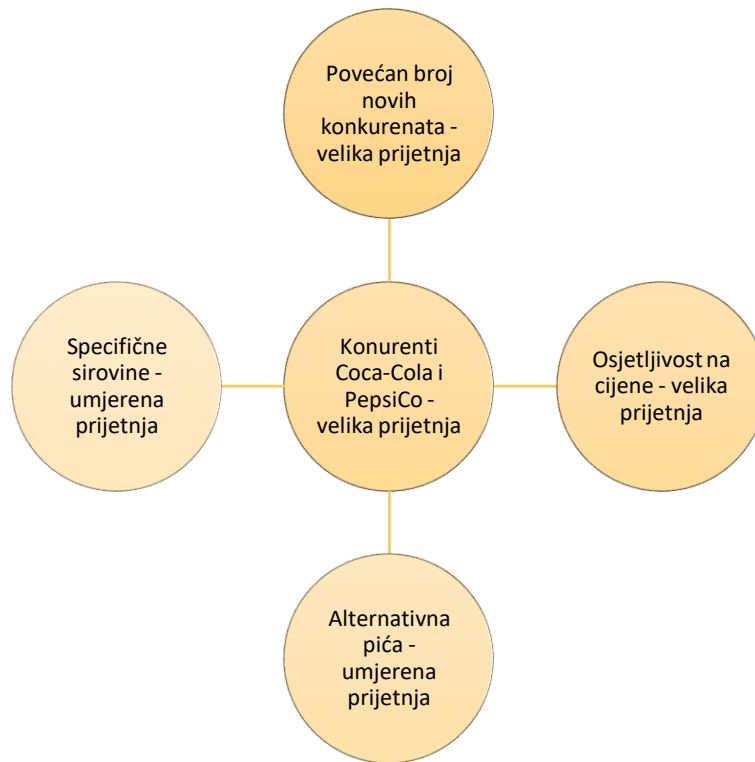 Povećan broj
novih
konkurenata -
velika prijetnja
Specifične
sirovine -
umjerena
prijetnja
Konurenti
Coca-Cola i
PepsiCo -
velika prijetnja
Osjetljivost na
cijene - velika
prijetnja
Alternativna
pića -
umjerena
prijetnja